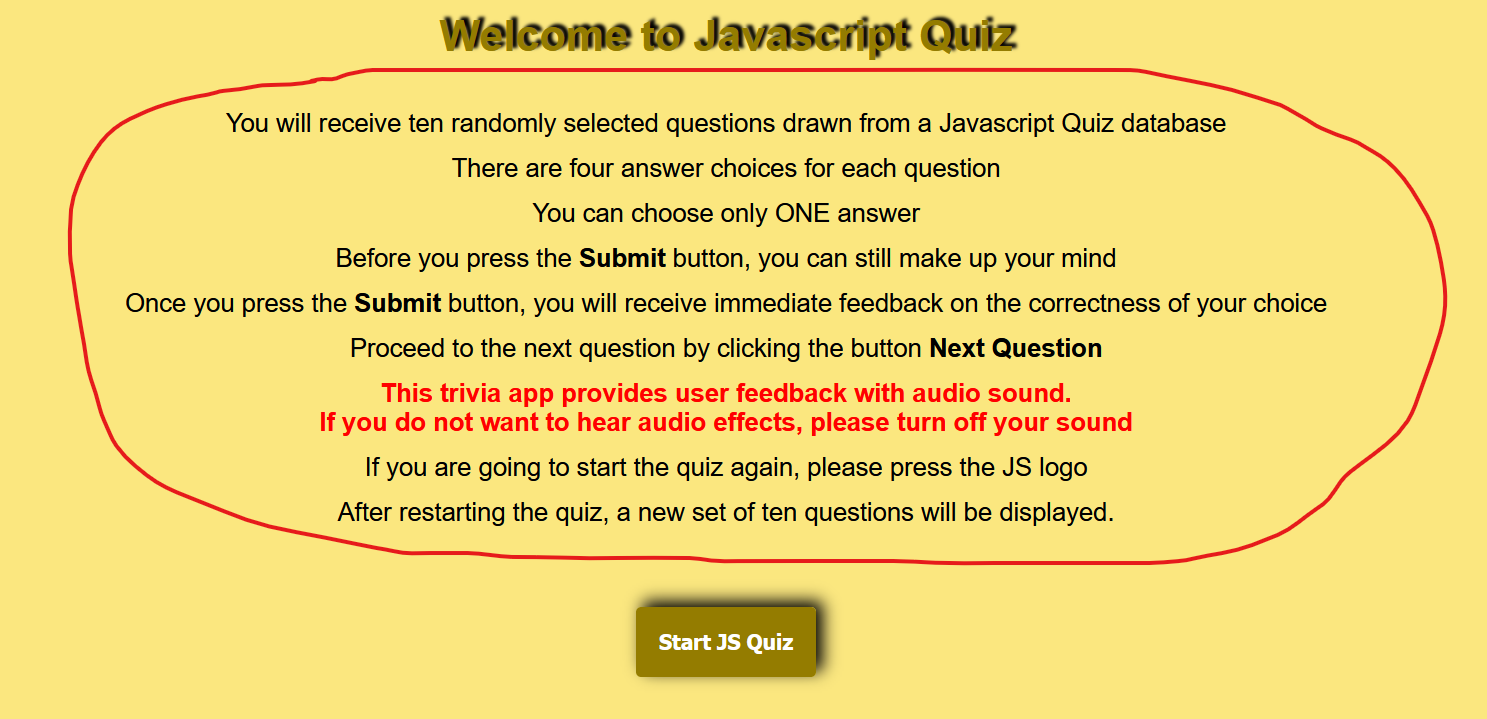 Welcome to Javascript Quiz
You will receive ten randomly selected questions drawn from a Javascript Quiz database
There are four answer choices for each question
You can choose only ONE answer
Before you press the Submit button, you can still make up your mind
Once you press the Submit button, you will receive immediate feedback on the correctness of your choice
Proceed to the next question by clicking the button Next Question
This trivia app provides user feedback with audio sound.
If you do not want to hear audio effects, please turn off your sound
If you are going to start the quiz again, please press the JS logo
After restarting the quiz, a new set of ten questions will be displayed.
Start JS Quiz